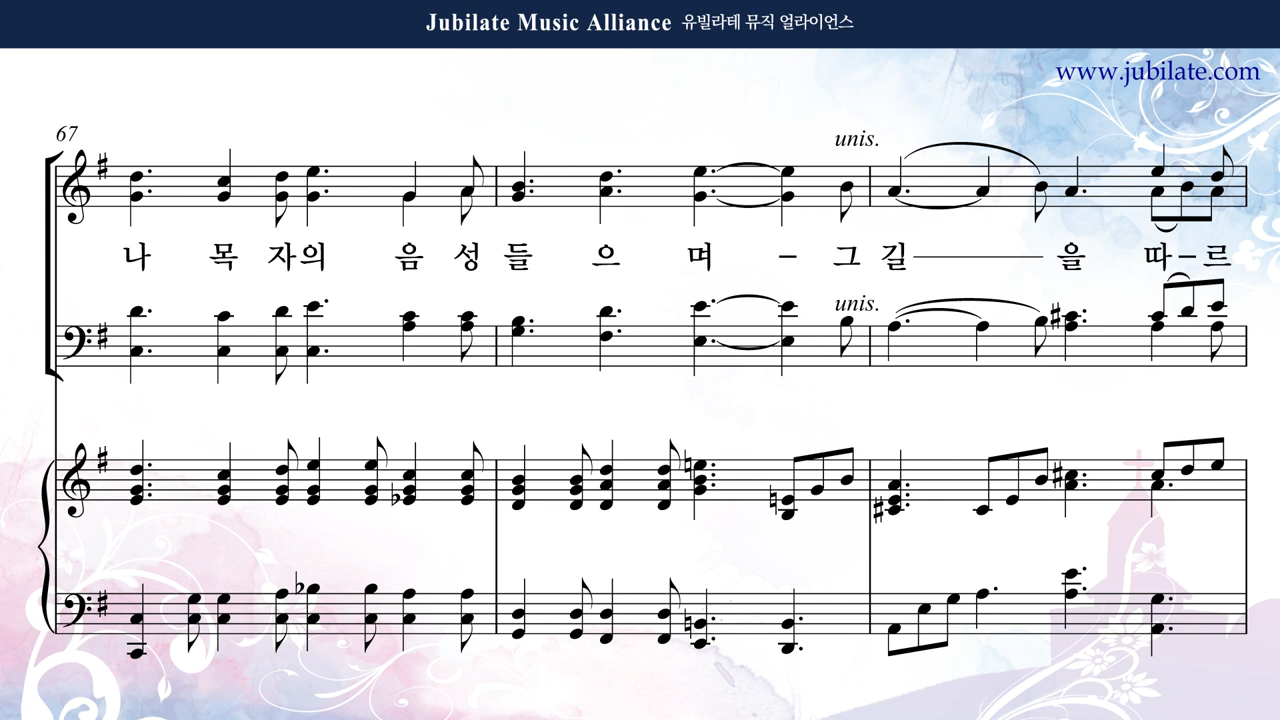 Jubilate Music Alliance 유빌라테 뮤직 얼라이언스
www.jubilate.com
67
unis.
나 목 자의 음 성 들 으 며 – 그 길 을 따–르
unis.